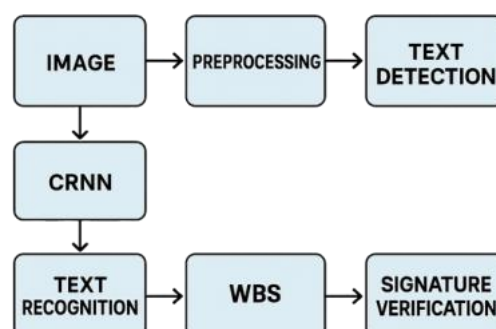 IMAGE
PREPROCESSING
TEXT
DETECTION
CRNN
TEXT
RECOGNITION
WBS
SIGNATURE
VERIFICATION